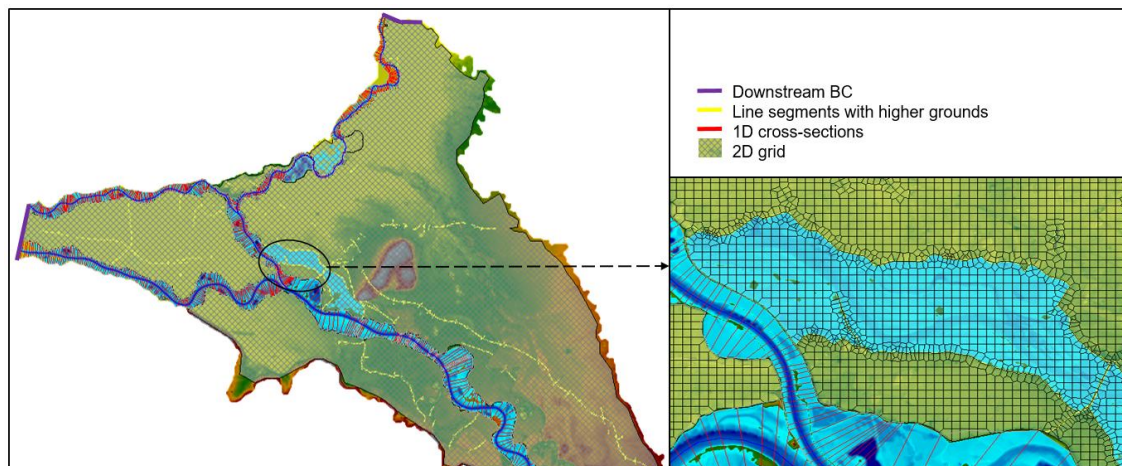 Downstream BC
Line segments with higher grounds
1D cross-sections
2D grid